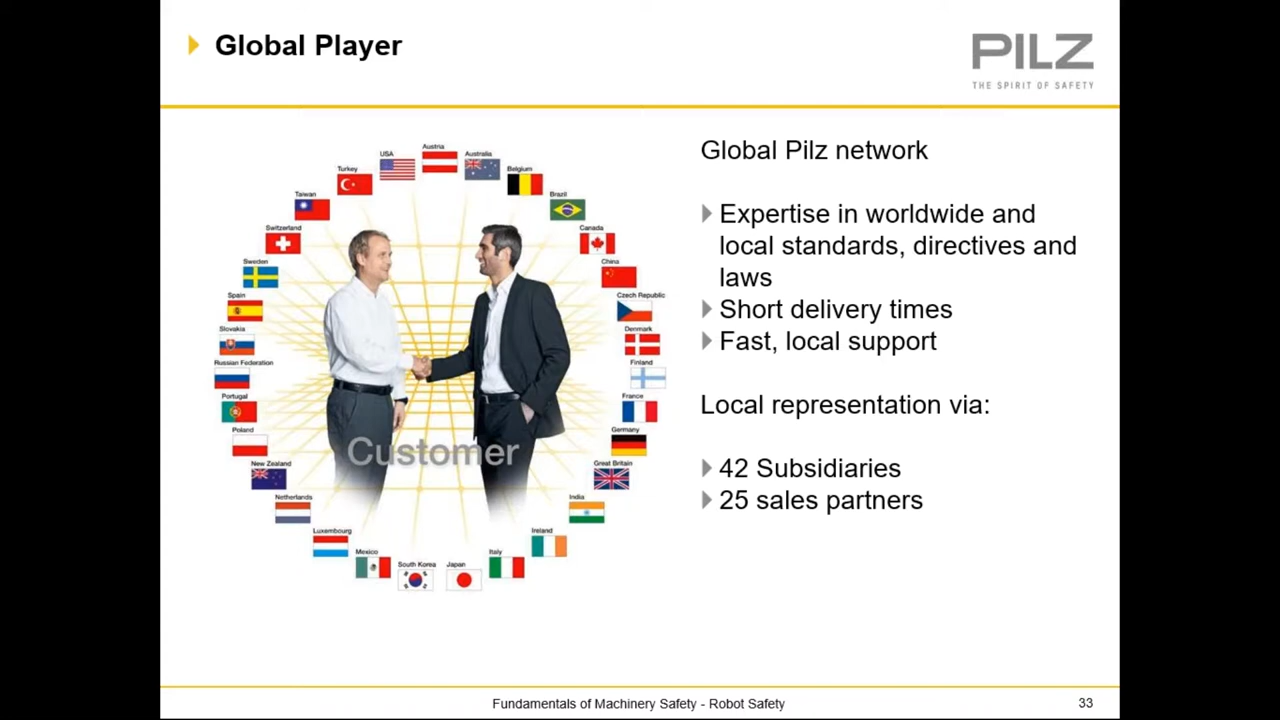 Global Player
PILZ
THE SPIRIT OF SAFETY
Austria
Australia
Belgium
Brazil
Canada
China
Czech Republic
Denmark
Finland
France
Germany
Great Britain
India
Ireland
Italy
Japan
South Korea
Mexico
Luxembourg
Netherlands
New Zealand
Poland
Portugal
Russian Federation
Slovakia
Spain
Sweden
Switzerland
Taiwan
Turkey
USA
Customer
Global Pilz network
Expertise in worldwide and
local standards, directives and
laws
Short delivery times
Fast, local support
Local representation via:
42 Subsidiaries
25 sales partners
Fundamentals of Machinery Safety - Robot Safety
33